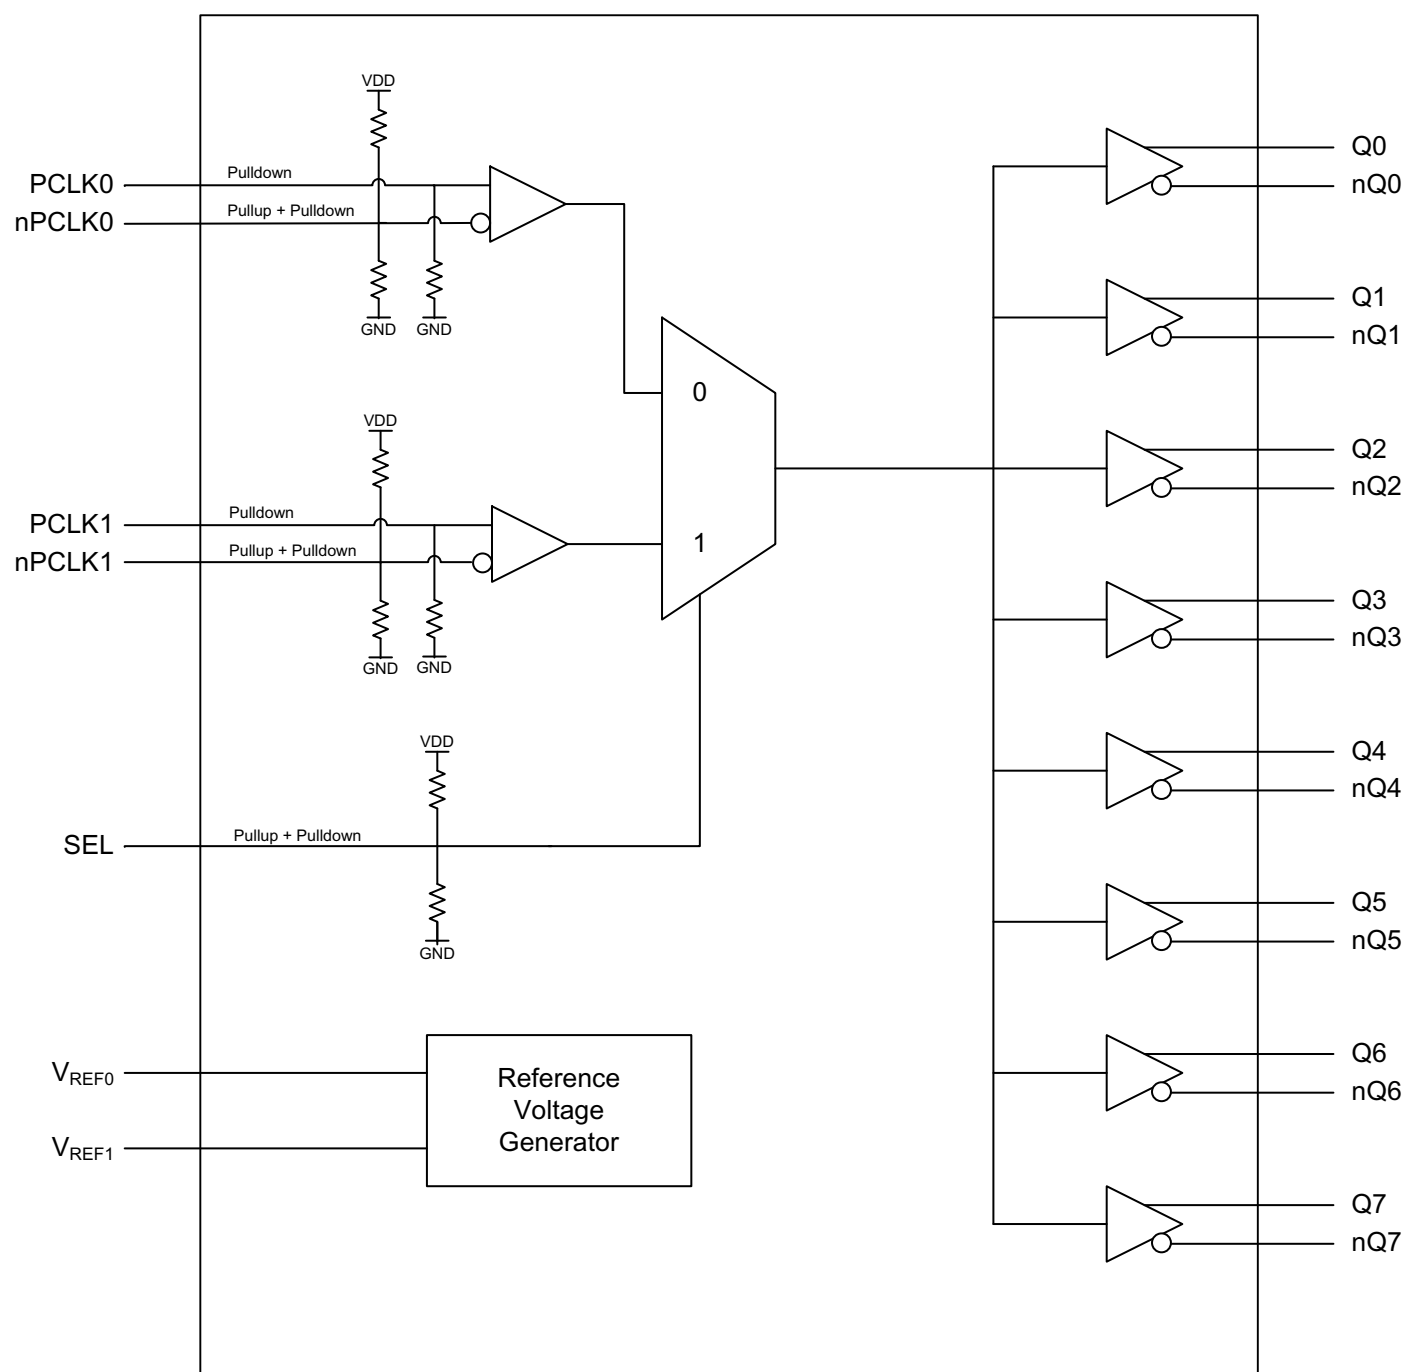 VDD
PCLK0
Pulldown
nPCLK0
Pullup + Pulldown
GND
GND
VDD
PCLK1
Pulldown
nPCLK1
Pullup + Pulldown
GND
GND
0
1
VDD
SEL
Pullup + Pulldown
GND
VREF0
VREF1
Reference
Voltage
Generator
Q0
nQ0
Q1
nQ1
Q2
nQ2
Q3
nQ3
Q4
nQ4
Q5
nQ5
Q6
nQ6
Q7
nQ7